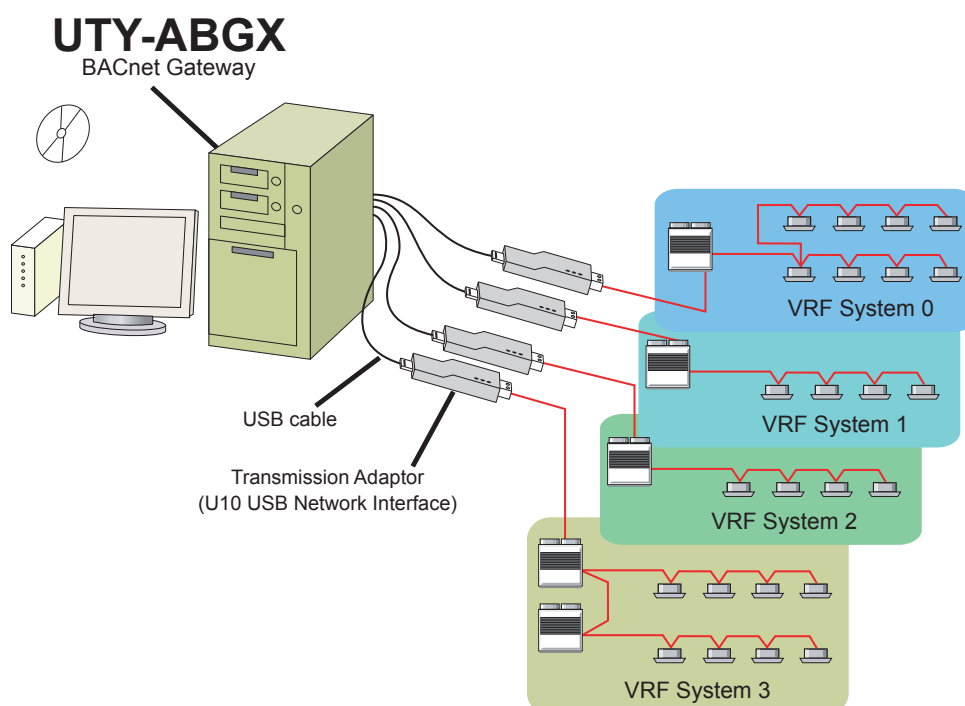 UTY-ABGX
BACnet Gateway
VRF System 0
USB cable
VRF System 1
Transmission Adaptor
(U10 USB Network Interface)
VRF System 2
VRF System 3